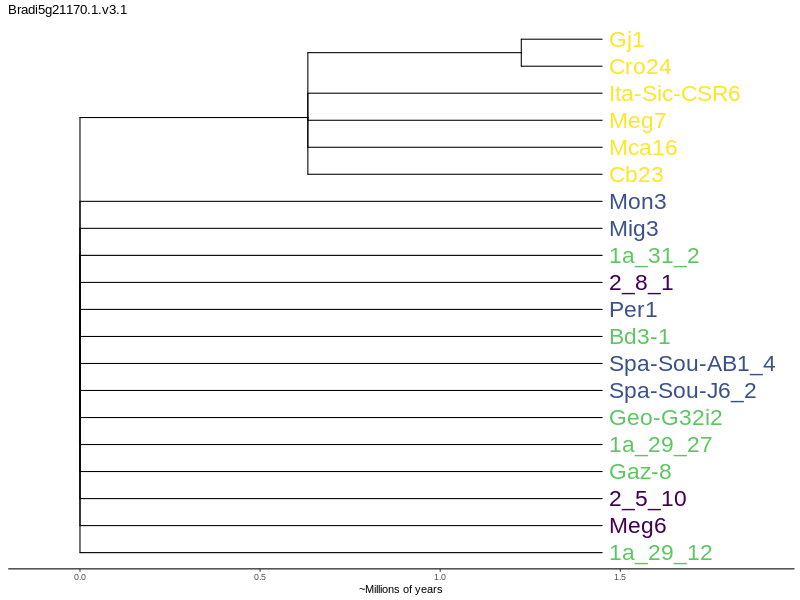 Bradi5g21170.1.v3.1
Gj1
Cro24
Ita-Sic-CSR6
Meg7
Mca16
Cb23
Mon3
Mig3
1a_31_2
2_8_1
Per1
Bd3-1
Spa-Sou-AB1_4
Spa-Sou-J6_2
Geo-G32i2
1a_29_27
Gaz-8
2_5_10
Meg6
1a_29_12
0.0 0.5 1.0 1.5
~Millions of years